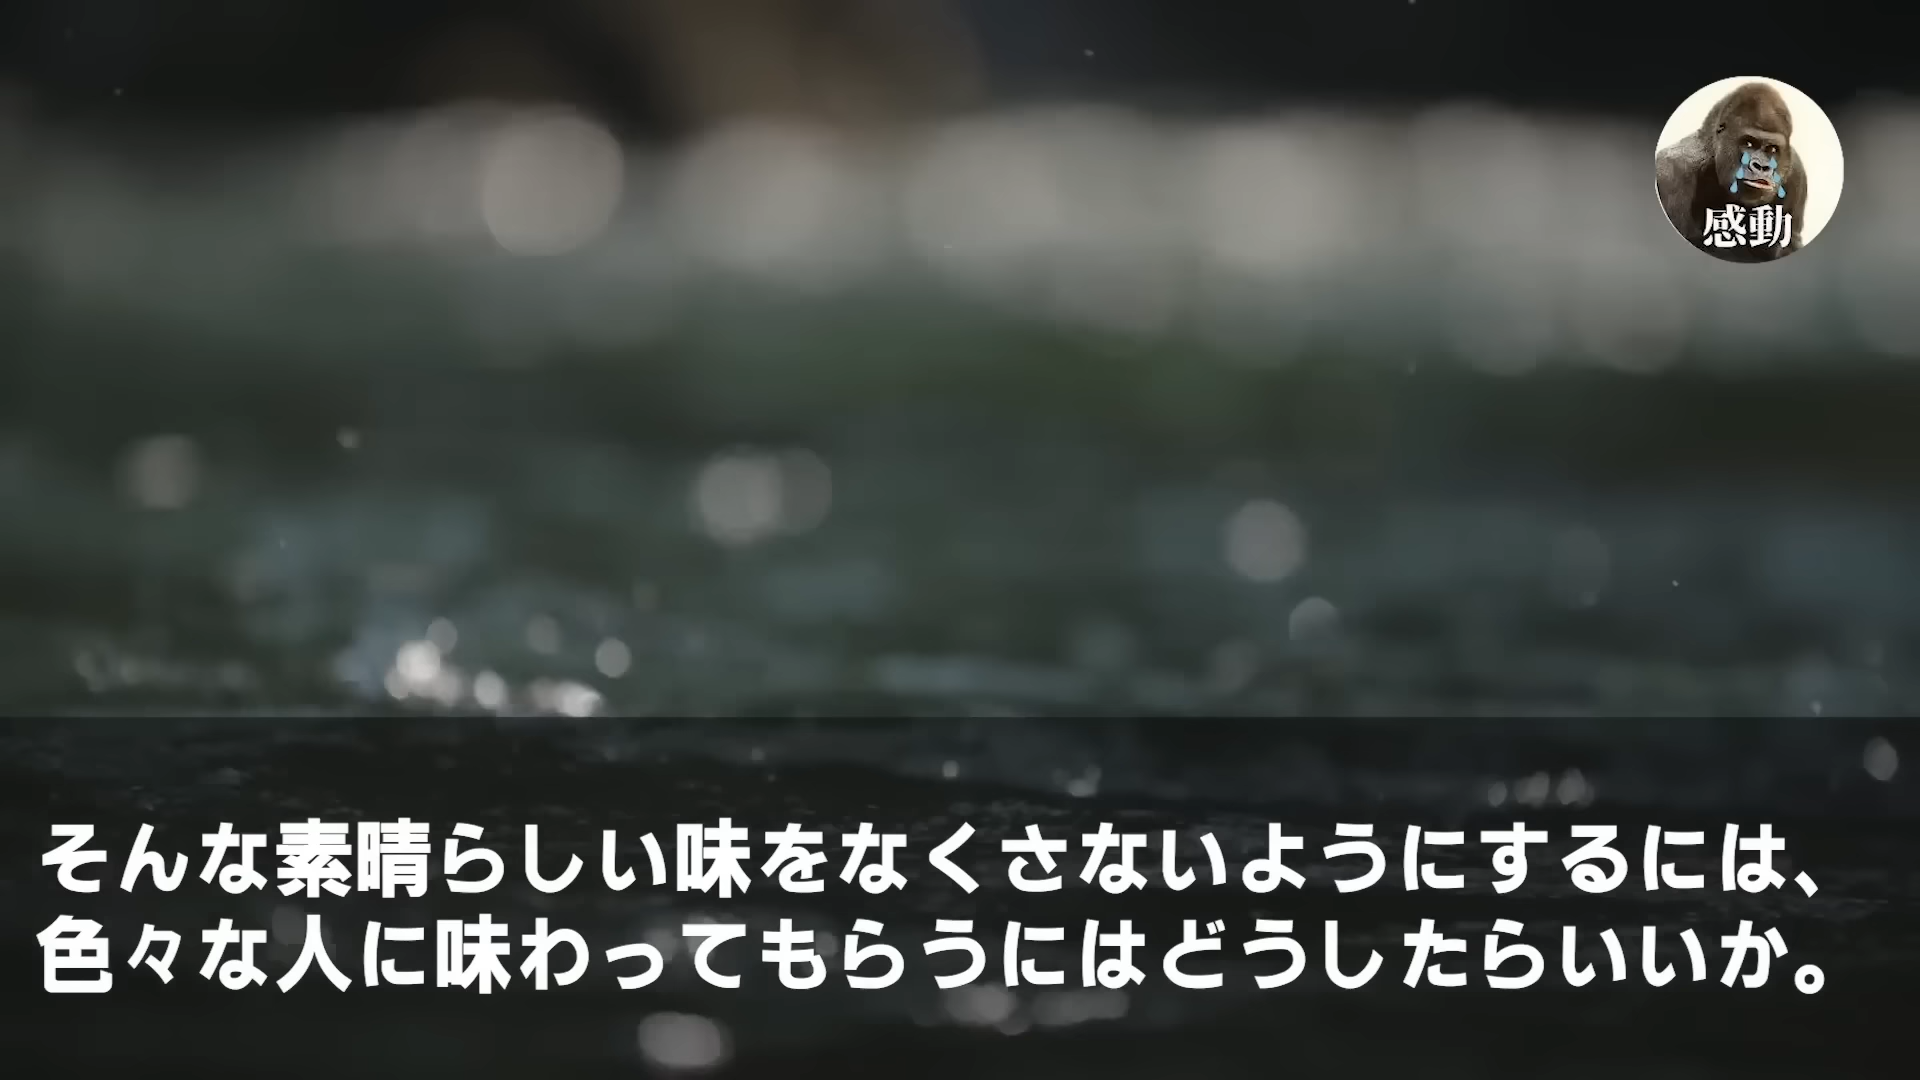 感動
そんな素晴らしい味をなくさないようにするには、
色々な人に味わってもらうにはどうしたらいいか。